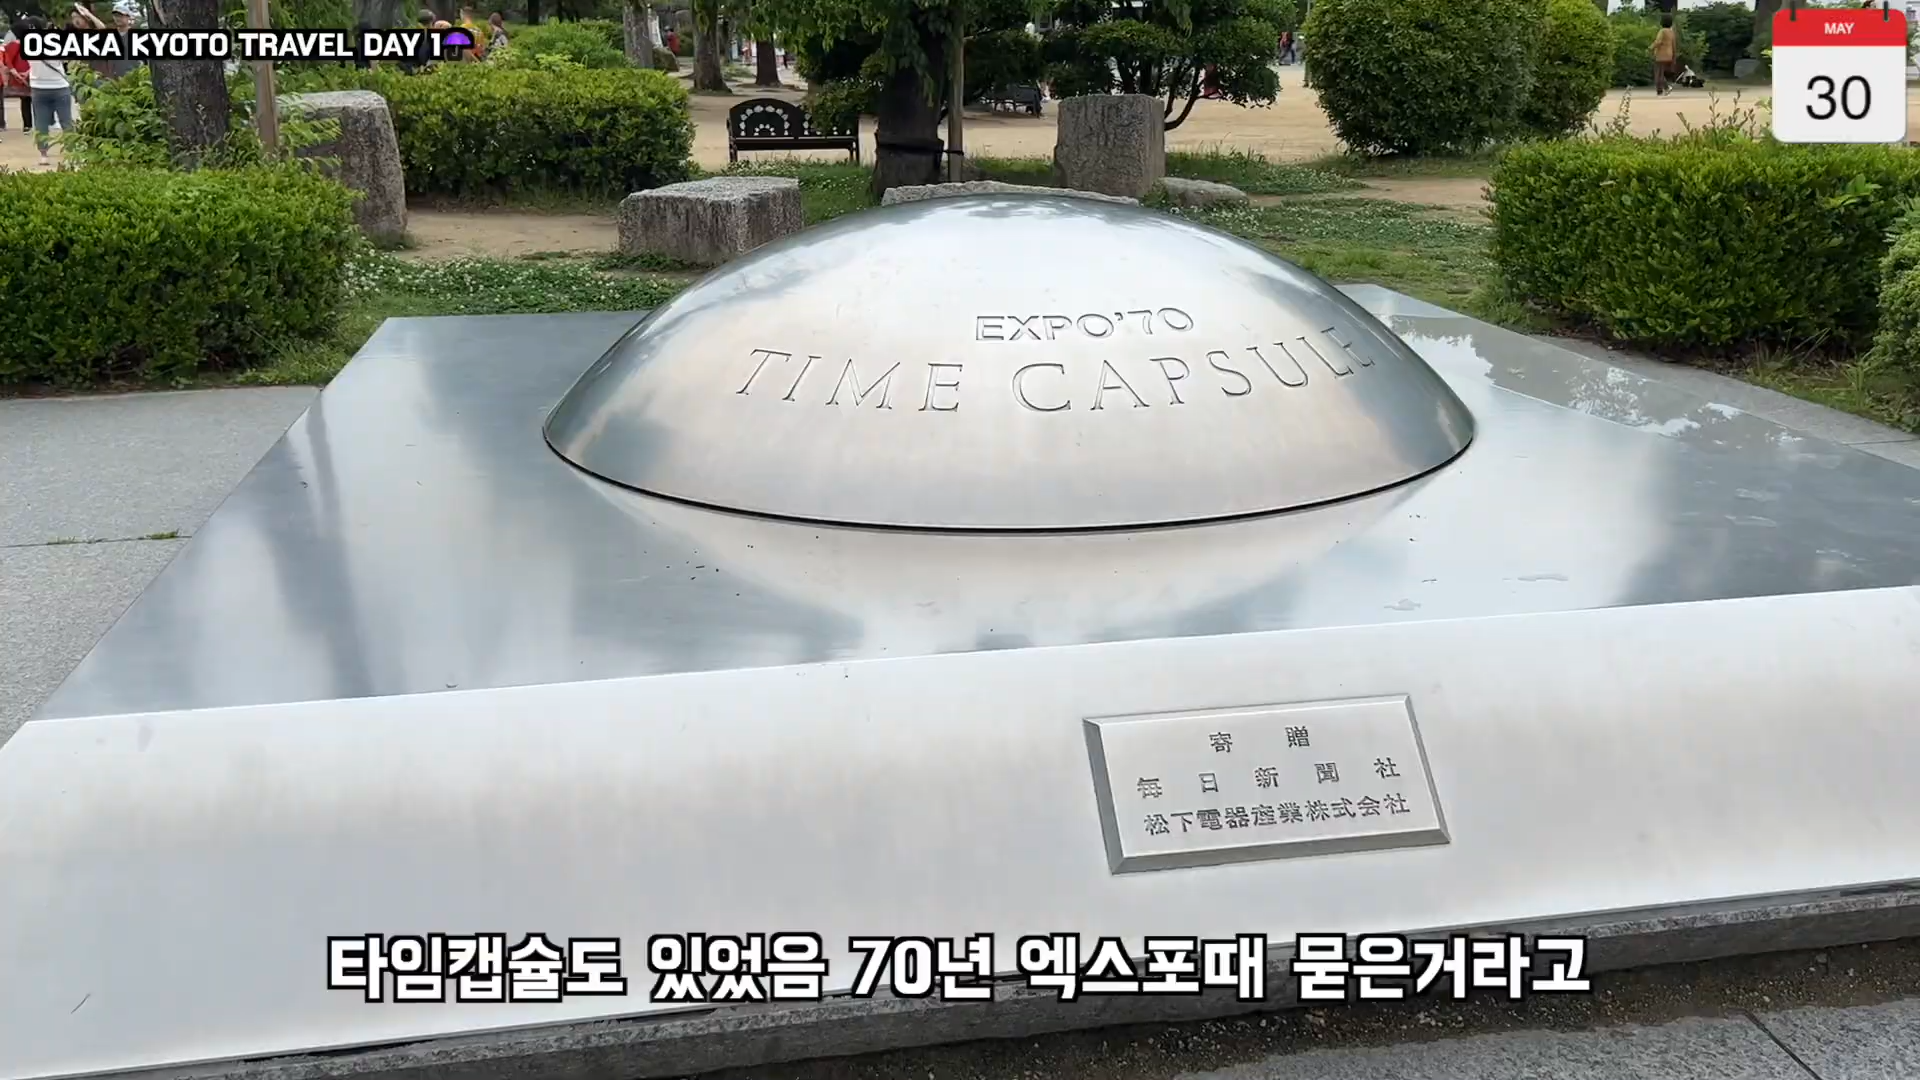 OSAKA KYOTO TRAVEL DAY 1
MAY
30
EXPO'70
TIME CAPSULE
寄贈
毎日新聞社
松下電器産業株式会社
타임캡슐도 있었음 70년 엑스포때 묻은거라고